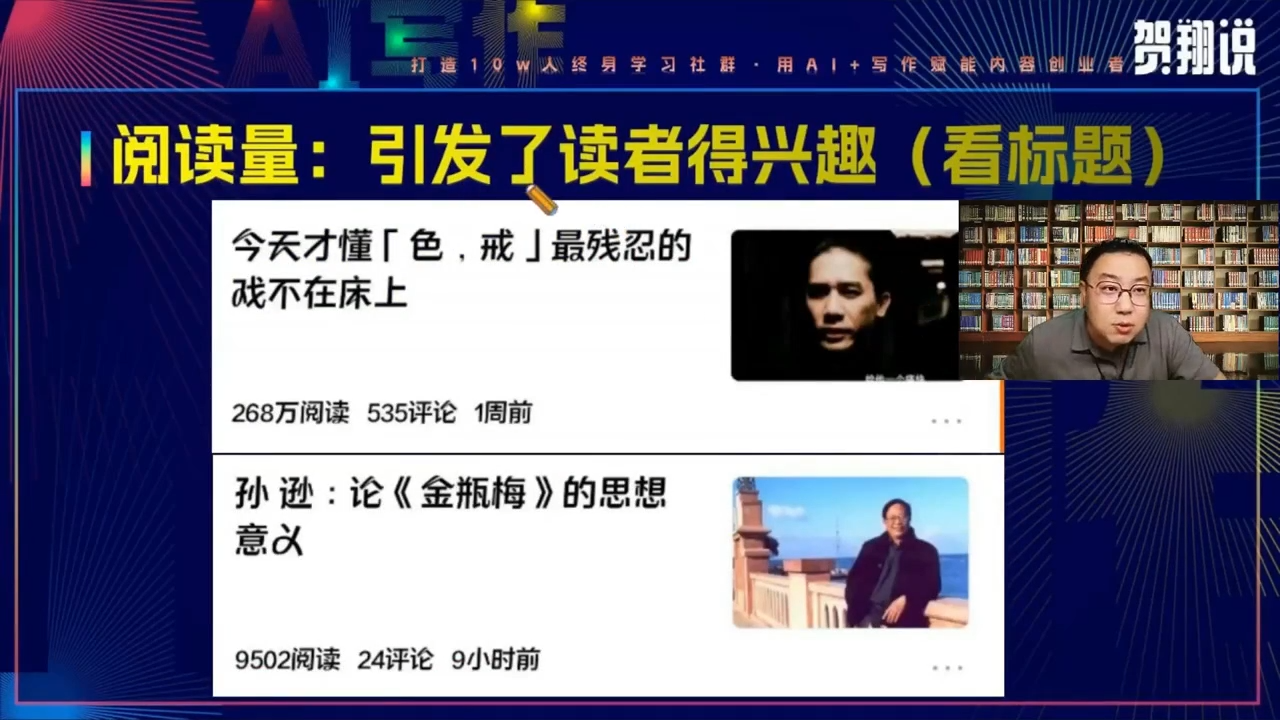 AI写作
打造10w人终身学习社群·用AI+写作赋能内容创业者
贺翔说
阅读量：引发了读者得兴趣（看标题）
今天才懂「色，戒」最残忍的
戏不在床上
268万阅读 535评论 1周前
孙逊：论《金瓶梅》的思想
意义
9502阅读 24评论 9小时前